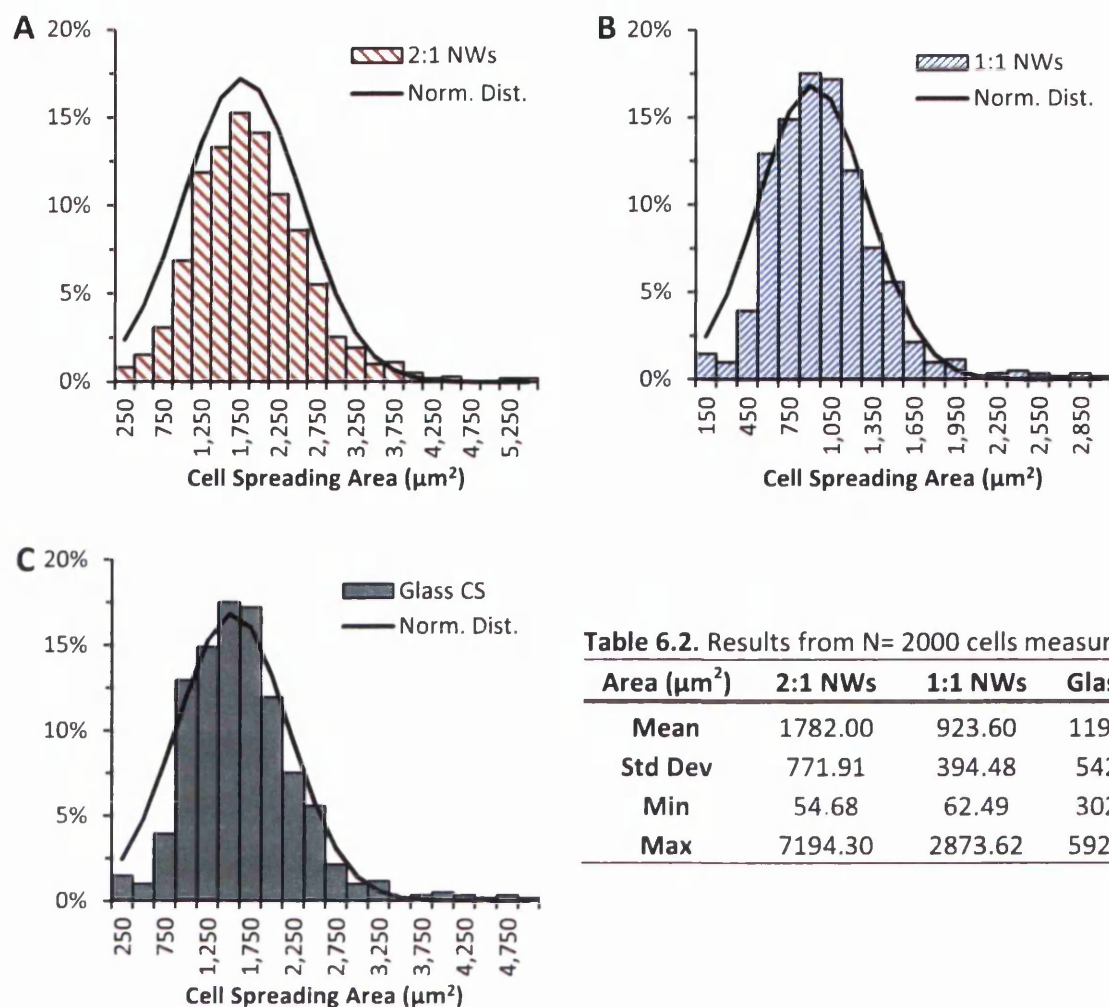 A
20%
15%
10%
5%
0%
2:1 NWs
Norm. Dist.
250
750
1,250
1,750
2,250
2,750
3,250
3,750
4,250
4,750
5,250
Cell Spreading Area (µm²)
B
20%
15%
10%
5%
0%
1:1 NWs
Norm. Dist.
150
450
750
1,050
1,350
1,650
1,950
2,250
2,550
2,850
Cell Spreading Area (µm²)
C
20%
15%
10%
5%
0%
Glass CS
Norm. Dist.
250
750
1,250
1,750
2,250
2,750
3,250
3,750
4,250
4,750
Cell Spreading Area (µm²)
Table 6.2. Results from N= 2000 cells measur
Area (µm²) 2:1 NWs 1:1 NWs Glas
Mean 1782.00 923.60 119
Std Dev 771.91 394.48 542
Min 54.68 62.49 302
Max 7194.30 2873.62 592